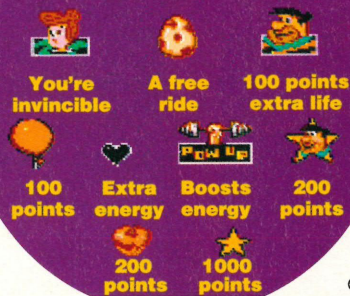 You're invincible
A free ride
100 points extra life
POW UP
100 points
Extra energy
Boosts energy
200 points
200 points
1000 points